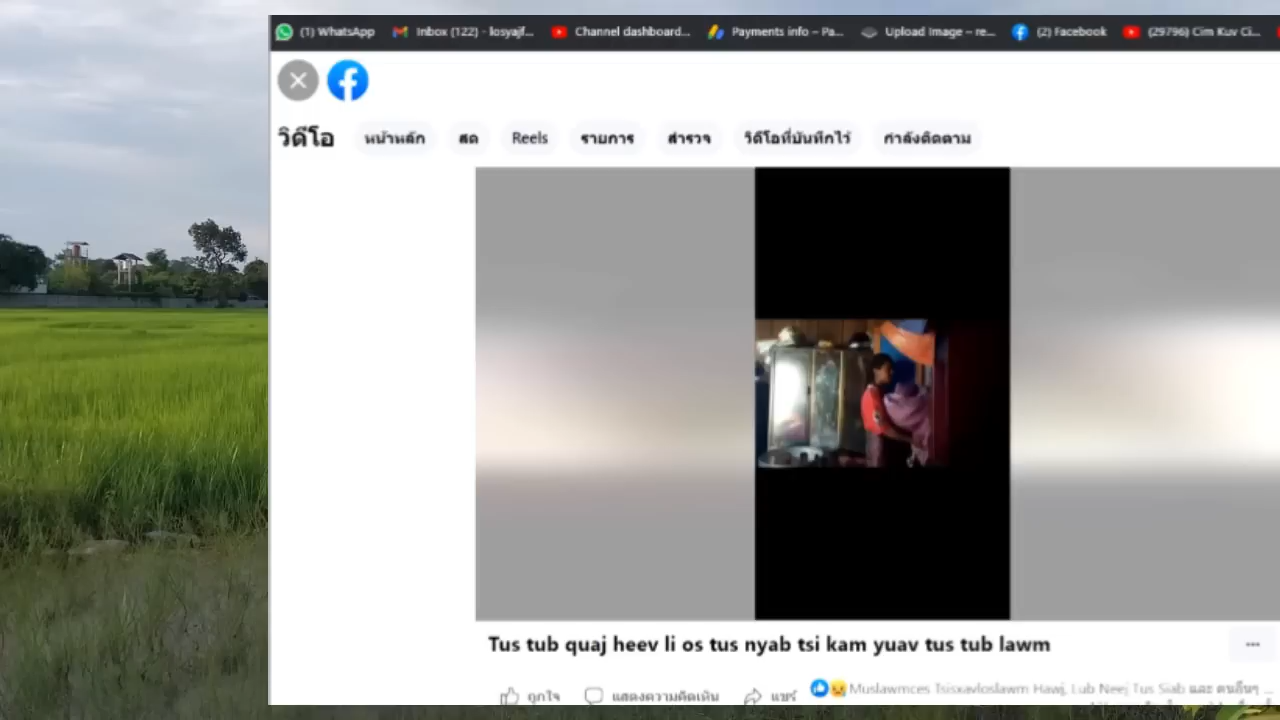 (1) WhatsApp Inbox (122) - losyajf... Channel dashboard... Payments info – Pa... Upload Image – re... (2) Facebook (29796) Cim Kuv Ci...
วิดีโอ หน้าหลัก สด Reels รายการ สำรวจ วิดีโอที่บันทึกไว้ กำลังติดตาม
Tus tub quaj heev li os tus nyab tsi kam yuav tus tub lawm
ถูกใจ แสดงความคิดเห็น แชร์ Muslawmces Tsisxavloslawm Hawj, Lub Neej Tus Siab และ คนอื่นๆ ...